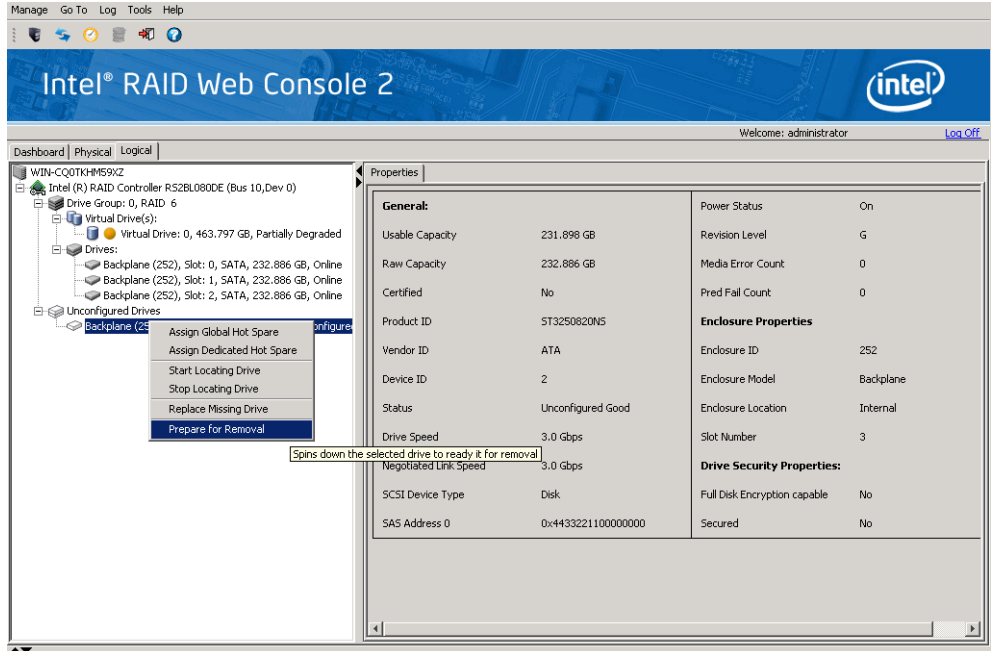 Manage Go To Log Tools Help
Intel® RAID Web Console 2
intel
Welcome: administrator Log Off
Dashboard Physical Logical
WIN-CQ0TKHM59XZ
Intel (R) RAID Controller RS2BL080DE (Bus 10,Dev 0)
Drive Group: 0, RAID 6
Virtual Drive(s):
Virtual Drive: 0, 463.797 GB, Partially Degraded
Drives:
Backplane (252), Slot: 0, SATA, 232.886 GB, Online
Backplane (252), Slot: 1, SATA, 232.886 GB, Online
Backplane (252), Slot: 2, SATA, 232.886 GB, Online
Unconfigured Drives
Backplane (25 onfigure
Assign Global Hot Spare
Assign Dedicated Hot Spare
Start Locating Drive
Stop Locating Drive
Replace Missing Drive
Prepare for Removal
Spins down the selected drive to ready it for removal
Properties
General:
Usable Capacity 231.898 GB
Raw Capacity 232.886 GB
Certified No
Product ID ST3250820NS
Vendor ID ATA
Device ID 2
Status Unconfigured Good
Drive Speed 3.0 Gbps
Negotiated Link Speed 3.0 Gbps
SCSI Device Type Disk
SAS Address 0 0x4433221100000000
Power Status On
Revision Level G
Media Error Count 0
Pred Fail Count 0
Enclosure Properties
Enclosure ID 252
Enclosure Model Backplane
Enclosure Location Internal
Slot Number 3
Drive Security Properties:
Full Disk Encryption capable No
Secured No